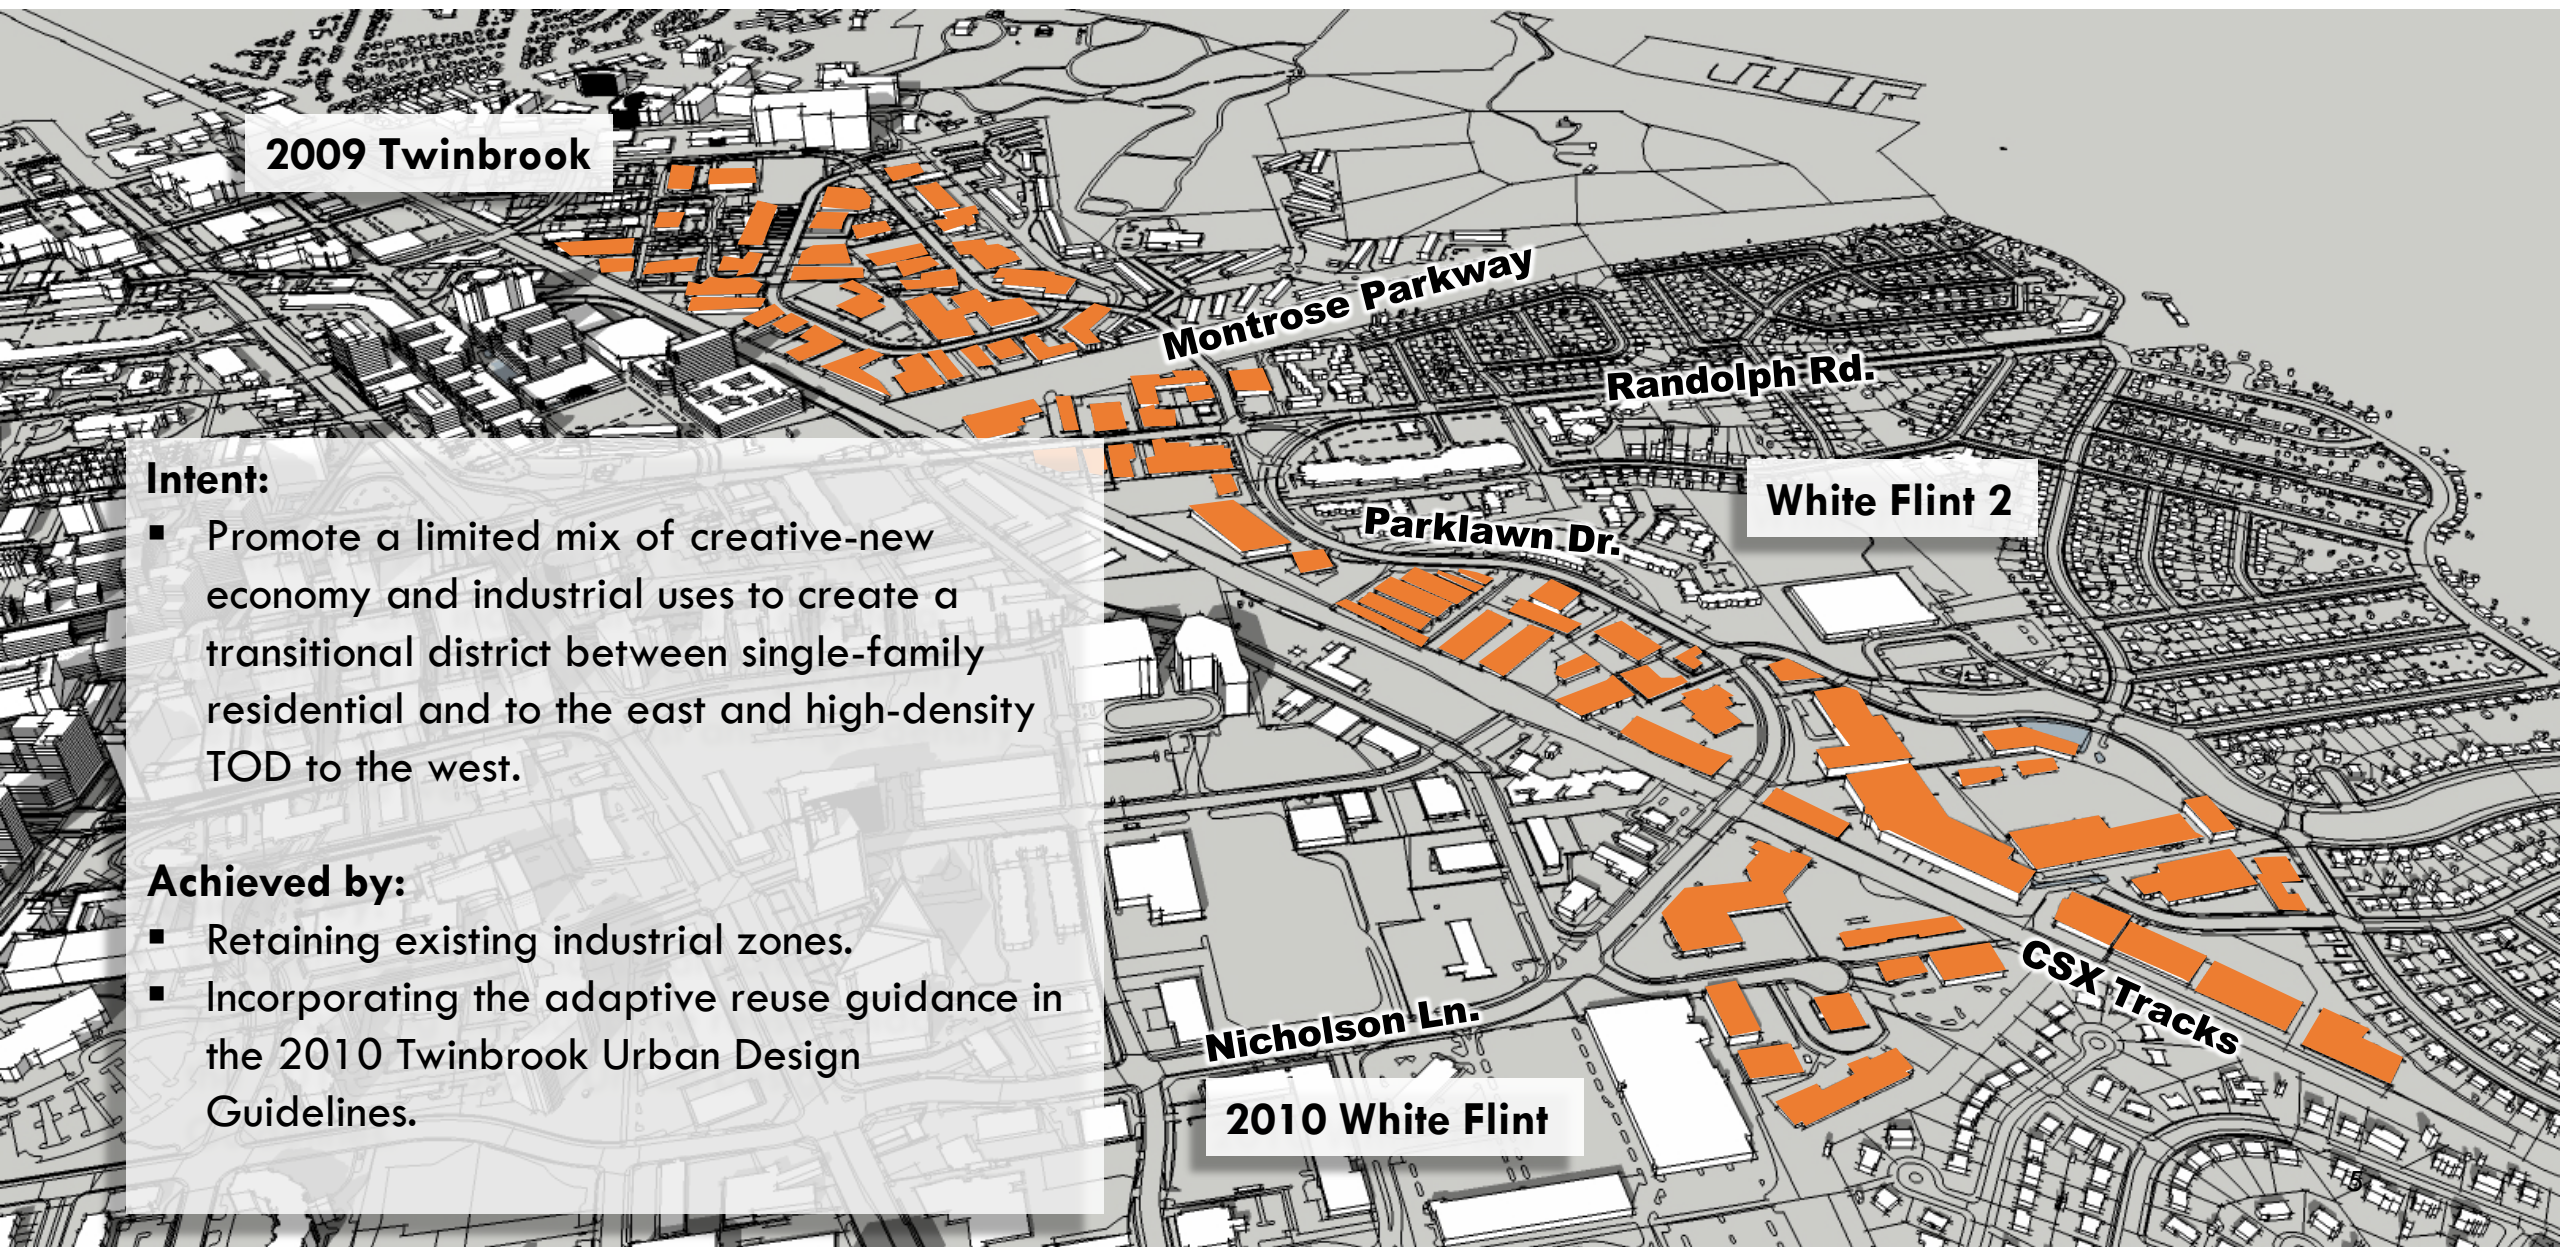 2009 Twinbrook
Montrose Parkway
Randolph Rd.
White Flint 2
Parklawn Dr.
Intent:
▪ Promote a limited mix of creative-new
economy and industrial uses to create a
transitional district between single-family
residential and to the east and high-density
TOD to the west.
Achieved by:
▪ Retaining existing industrial zones.
▪ Incorporating the adaptive reuse guidance in
the 2010 Twinbrook Urban Design
Guidelines.
CSX Tracks
Nicholson Ln.
2010 White Flint
5